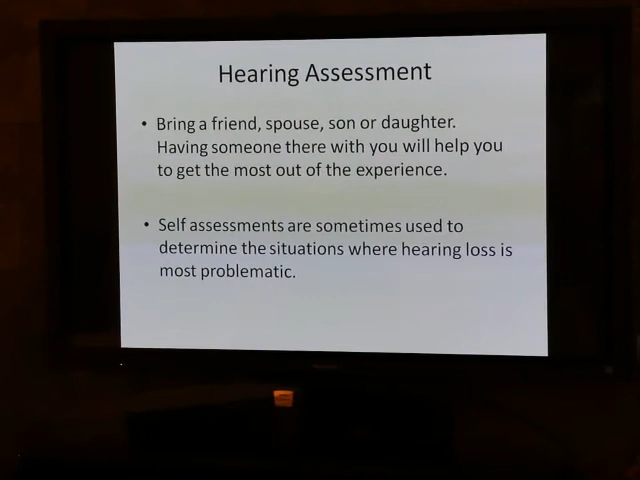 Hearing Assessment
• Bring a friend, spouse, son or daughter.
Having someone there with you will help you
to get the most out of the experience.
• Self assessments are sometimes used to
determine the situations where hearing loss is
most problematic.